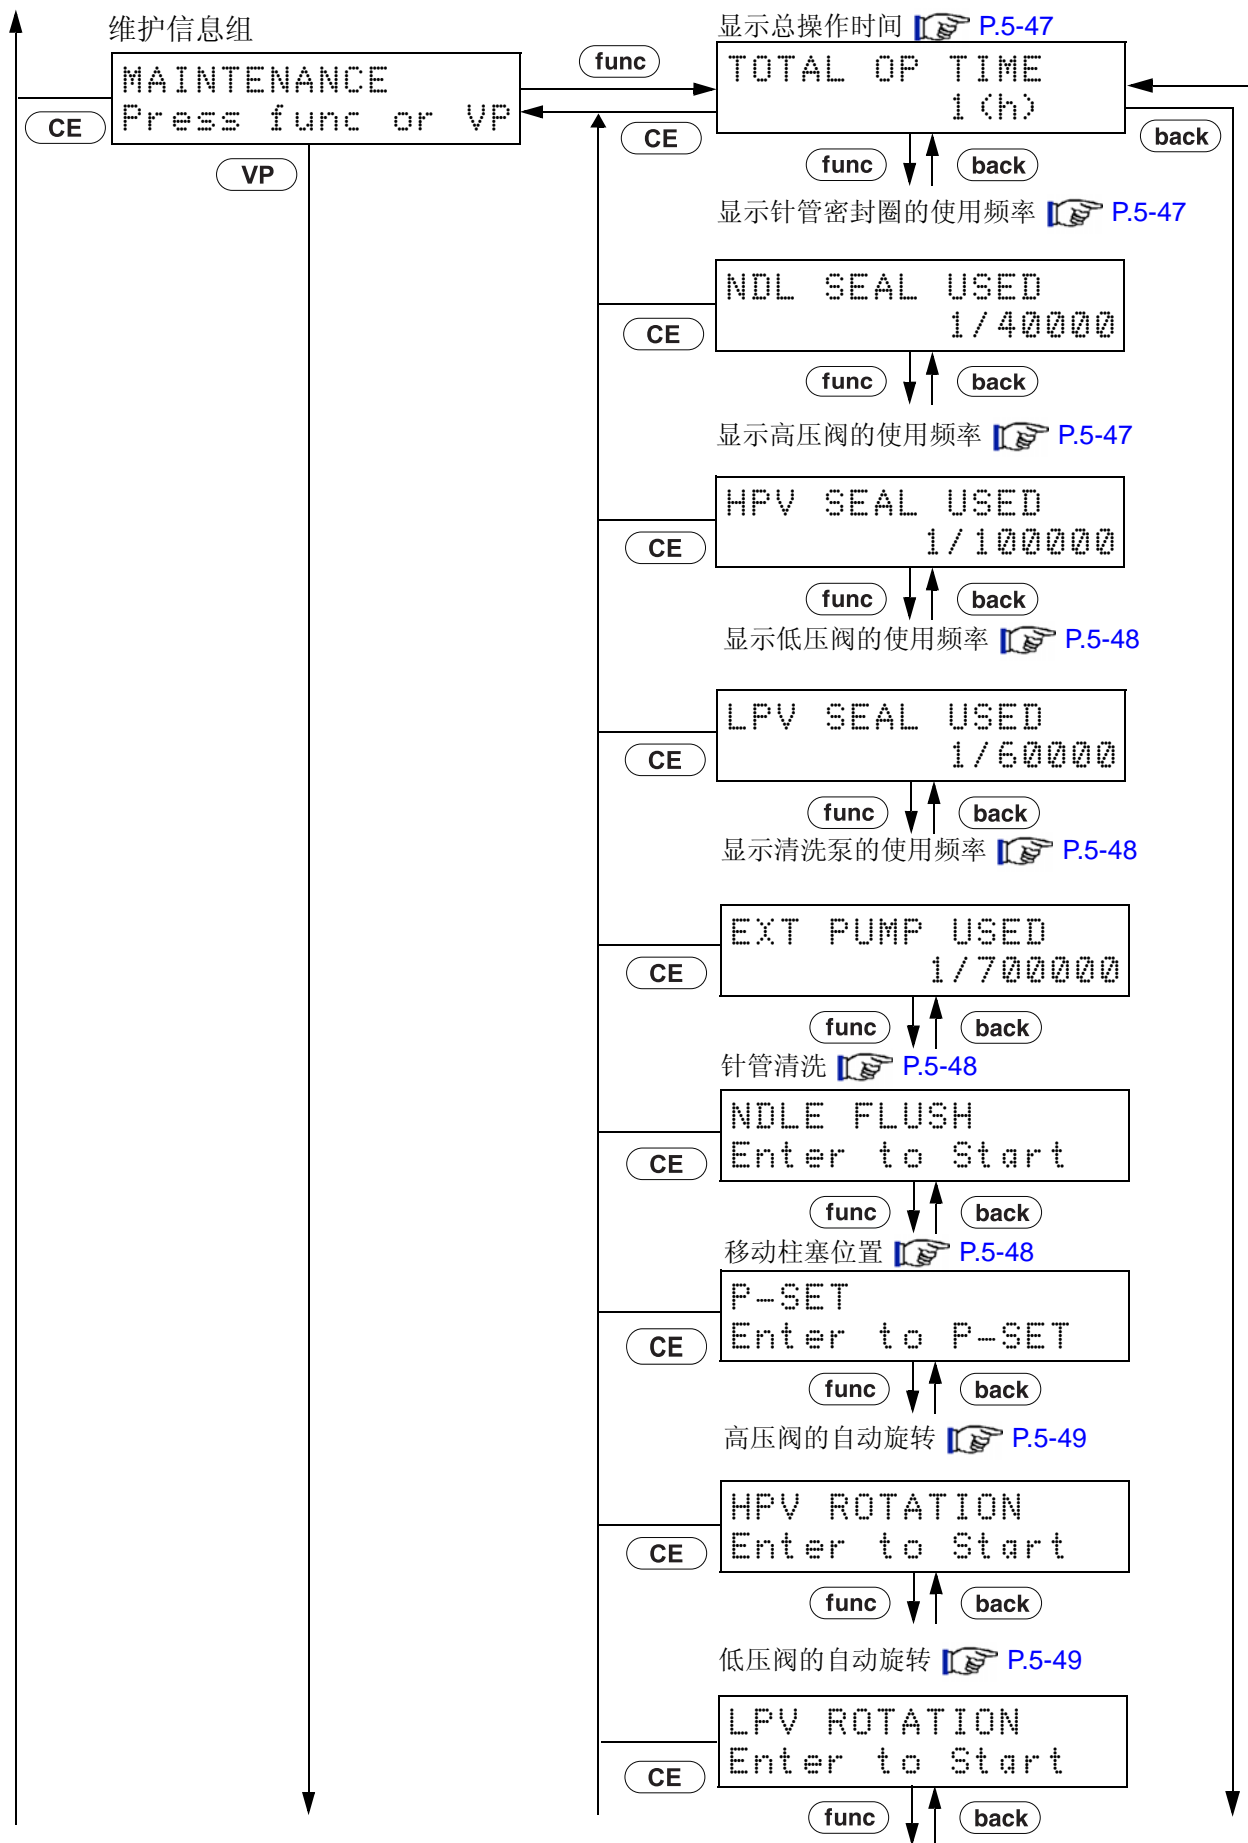 维护信息组
MAINTENANCE
Press func or VP
CE
VP
func
显示总操作时间 P.5-47
TOTAL OP TIME
1(h)
CE
back
func back
显示针管密封圈的使用频率 P.5-47
NDL SEAL USED
1/40000
CE
func back
显示高压阀的使用频率 P.5-47
HPV SEAL USED
1/100000
CE
func back
显示低压阀的使用频率 P.5-48
LPV SEAL USED
1/60000
CE
func back
显示清洗泵的使用频率 P.5-48
EXT PUMP USED
1/700000
CE
func back
针管清洗 P.5-48
NDLE FLUSH
Enter to Start
CE
func back
移动柱塞位置 P.5-48
P-SET
Enter to P-SET
CE
func back
高压阀的自动旋转 P.5-49
HPV ROTATION
Enter to Start
CE
func back
低压阀的自动旋转 P.5-49
LPV ROTATION
Enter to Start
CE
func back